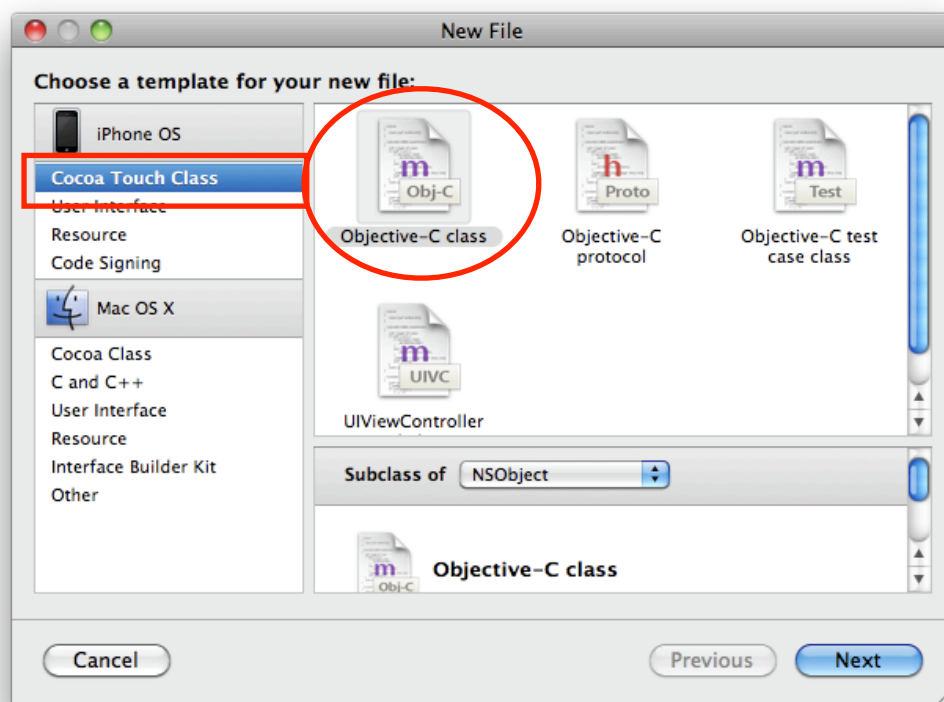 New File
Choose a template for your new file:
iPhone OS
Cocoa Touch Class
User Interface
Resource
Code Signing
Mac OS X
Cocoa Class
C and C++
User Interface
Resource
Interface Builder Kit
Other
m
Obj-C
Objective-C class
h
Proto
Objective-C
protocol
m
Test
Objective-C test
case class
m
UIVC
UIViewController
Subclass of NSObject
m
Obj-C
Objective-C class
Cancel
Previous
Next